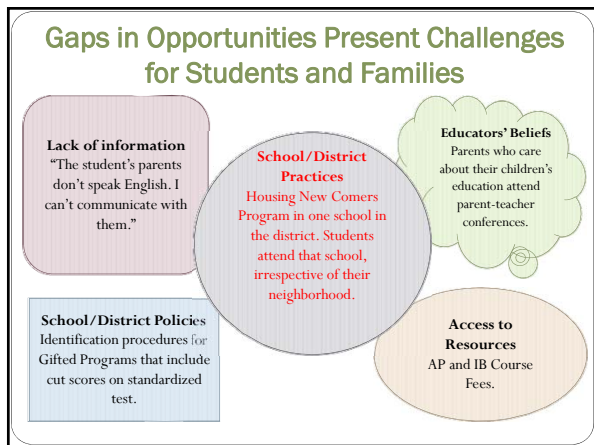 Gaps in Opportunities Present Challenges
for Students and Families
Lack of information
“The student’s parents
don’t speak English. I
can’t communicate with
them.”
School/District
Practices
Housing New Comers
Program in one school in
the district. Students
attend that school,
irrespective of their
neighborhood.
Educators’ Beliefs
Parents who care
about their children’s
education attend
parent-teacher
conferences.
School/District Policies
Identification procedures for
Gifted Programs that include
cut scores on standardized
test.
Access to
Resources
AP and IB Course
Fees.